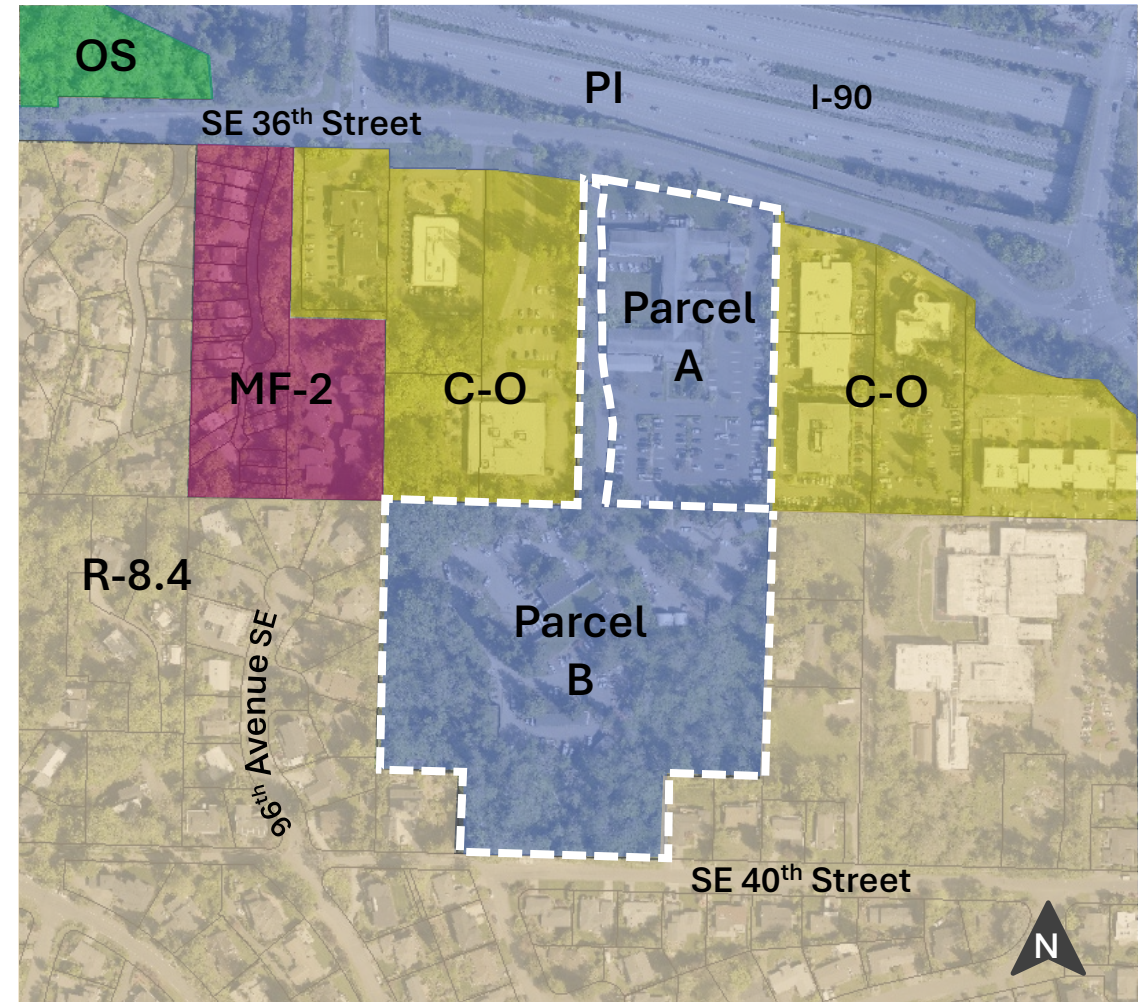 OS
PI
I-90
SE 36th Street
Parcel
A
MF-2
C-O
C-O
R-8.4
Parcel
B
96th Avenue SE
SE 40th Street
N